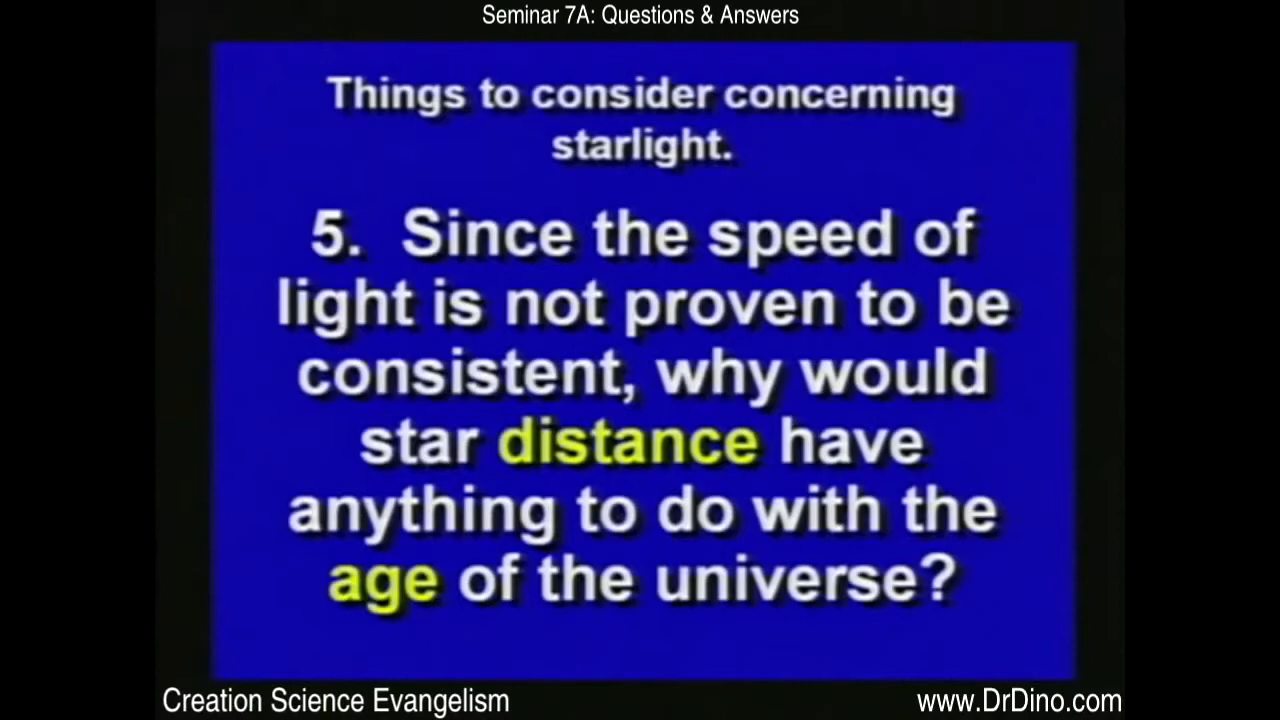 Seminar 7A: Questions & Answers
Things to consider concerning
starlight.
5. Since the speed of
light is not proven to be
consistent, why would
star distance have
anything to do with the
age of the universe?
Creation Science Evangelism
www.DrDino.com